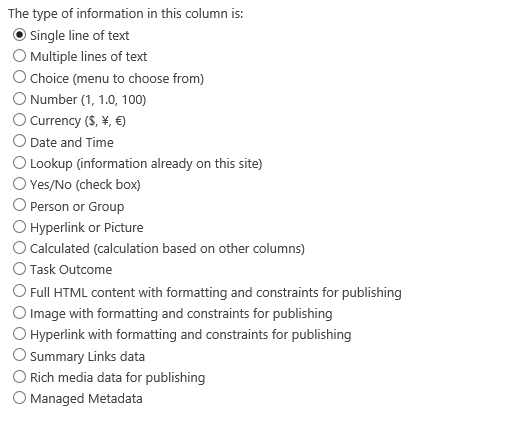 The type of information in this column is:
Single line of text
Multiple lines of text
Choice (menu to choose from)
Number (1, 1.0, 100)
Currency ($, ¥, €)
Date and Time
Lookup (information already on this site)
Yes/No (check box)
Person or Group
Hyperlink or Picture
Calculated (calculation based on other columns)
Task Outcome
Full HTML content with formatting and constraints for publishing
Image with formatting and constraints for publishing
Hyperlink with formatting and constraints for publishing
Summary Links data
Rich media data for publishing
Managed Metadata